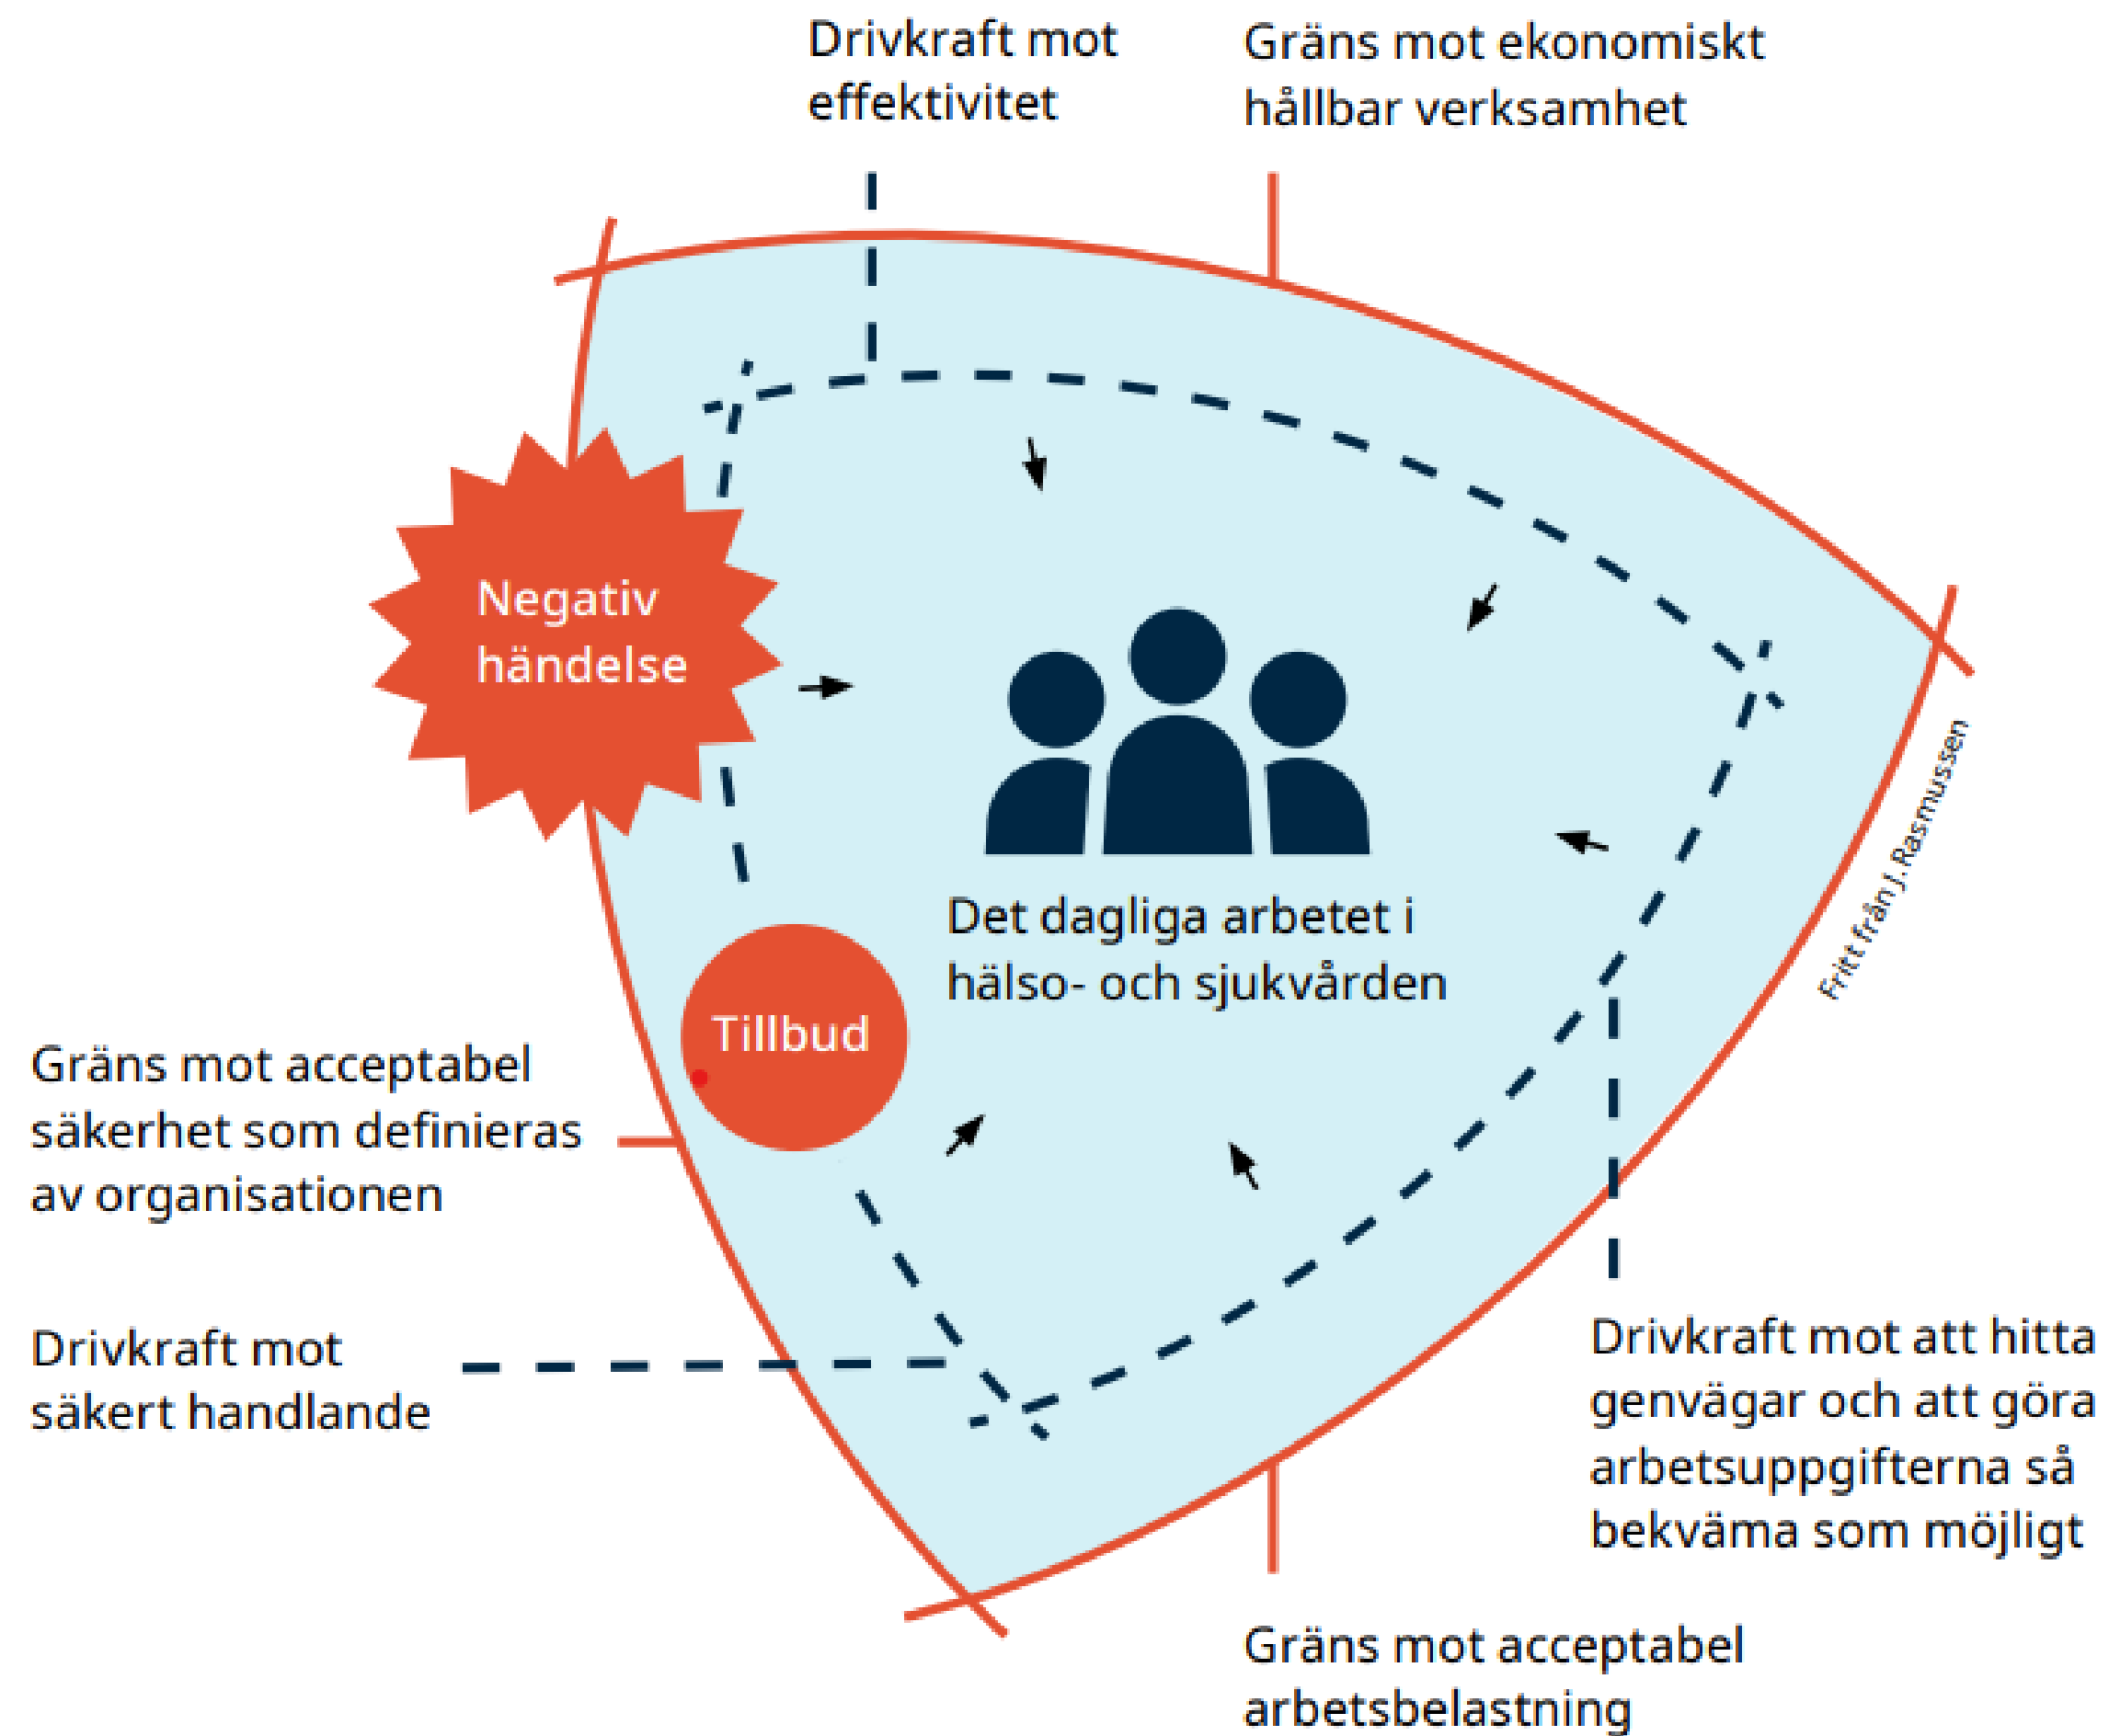 Drivkraft mot
effektivitet
Gräns mot ekonomiskt
hållbar verksamhet
Negativ
händelse
Det dagliga arbetet i
hälso- och sjukvården
Fritt från J.Rasmussen
Tillbud
Gräns mot acceptabel
säkerhet som definieras
av organisationen
Drivkraft mot
säkert handlande
Drivkraft mot att hitta
genvägar och att göra
arbetsuppgifterna så
bekväma som möjligt
Gräns mot acceptabel
arbetsbelastning